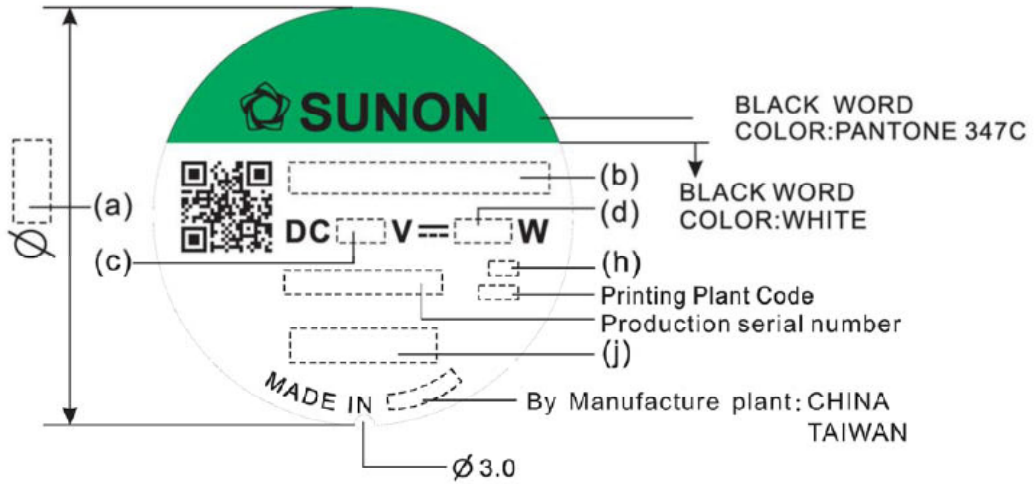 SUNON
BLACK WORD
COLOR:PANTONE 347C
(b)
BLACK WORD
COLOR:WHITE
(a)
Ø
(d)
DC V W
(c)
(h)
Printing Plant Code
Production serial number
(j)
MADE IN
By Manufacture plant: CHINA
TAIWAN
Ø3.0